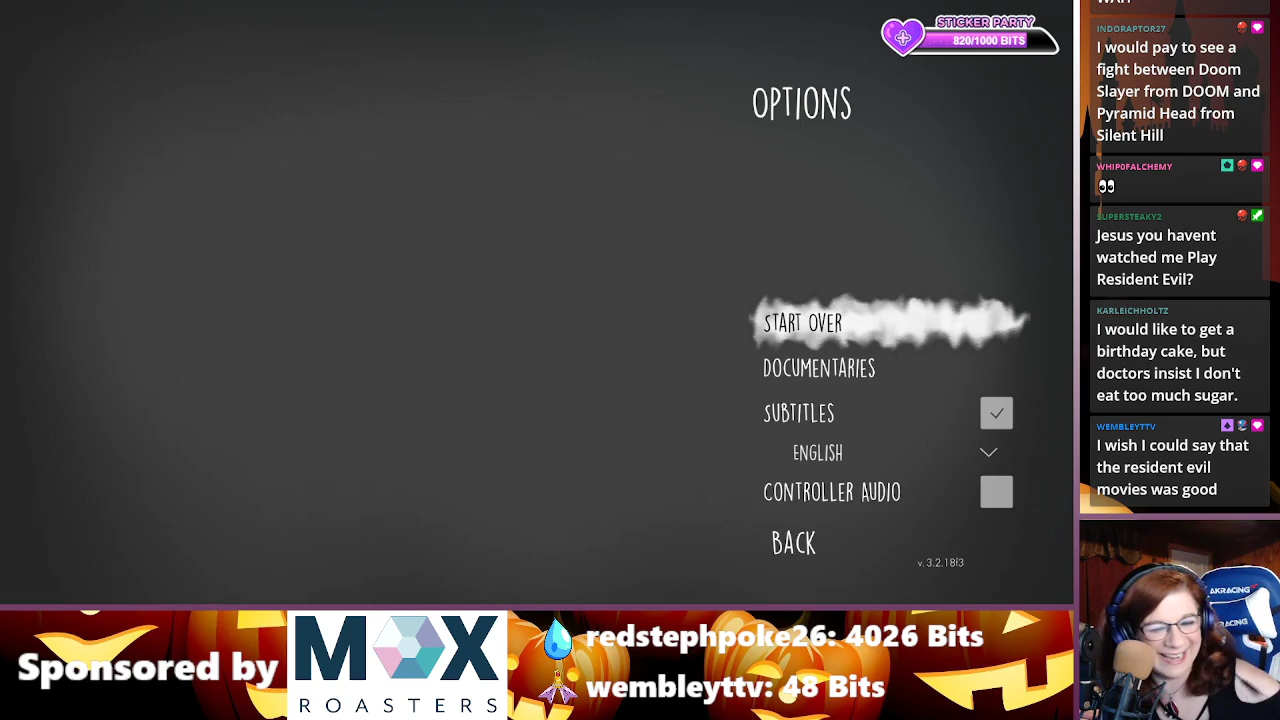 STICKER PARTY
820/1000 BITS
OPTIONS
START OVER
DOCUMENTARIES
SUBTITLES
ENGLISH
CONTROLLER AUDIO
BACK
v. 3.2.18f3
INDORAPTOR27
I would pay to see a
fight between Doom
Slayer from DOOM and
Pyramid Head from
Silent Hill
WHIP0FALCHEMY
SUPERSTEAKY2
Jesus you havent
watched me Play
Resident Evil?
KARLEICHHOLTZ
I would like to get a
birthday cake, but
doctors insist I don't
eat too much sugar.
WEMBLEYTTV
I wish I could say that
the resident evil
movies was good
AKRACING
Sponsored by
MOX
ROASTERS
redstephpoke26: 4026 Bits
wembleyttv: 48 Bits